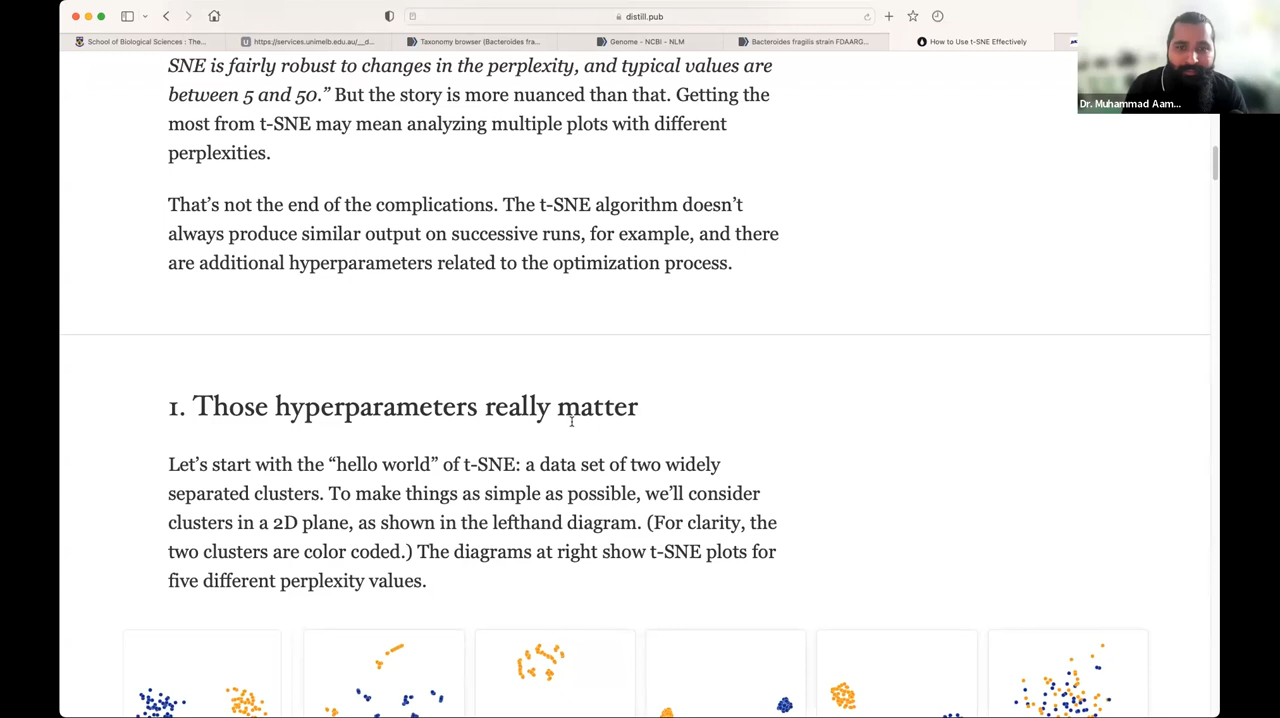 distill.pub
School of Biological Sciences : The...
https://services.unimelb.edu.au/__d...
Taxonomy browser (Bacteroides fra...
Genome - NCBI - NLM
Bacteroides fragilis strain FDAARG...
How to Use t-SNE Effectively
Dr. Muhammad Aam...
SNE is fairly robust to changes in the perplexity, and typical values are
between 5 and 50.” But the story is more nuanced than that. Getting the
most from t-SNE may mean analyzing multiple plots with different
perplexities.
That’s not the end of the complications. The t-SNE algorithm doesn’t
always produce similar output on successive runs, for example, and there
are additional hyperparameters related to the optimization process.
1. Those hyperparameters really matter
Let’s start with the “hello world” of t-SNE: a data set of two widely
separated clusters. To make things as simple as possible, we’ll consider
clusters in a 2D plane, as shown in the lefthand diagram. (For clarity, the
two clusters are color coded.) The diagrams at right show t-SNE plots for
five different perplexity values.